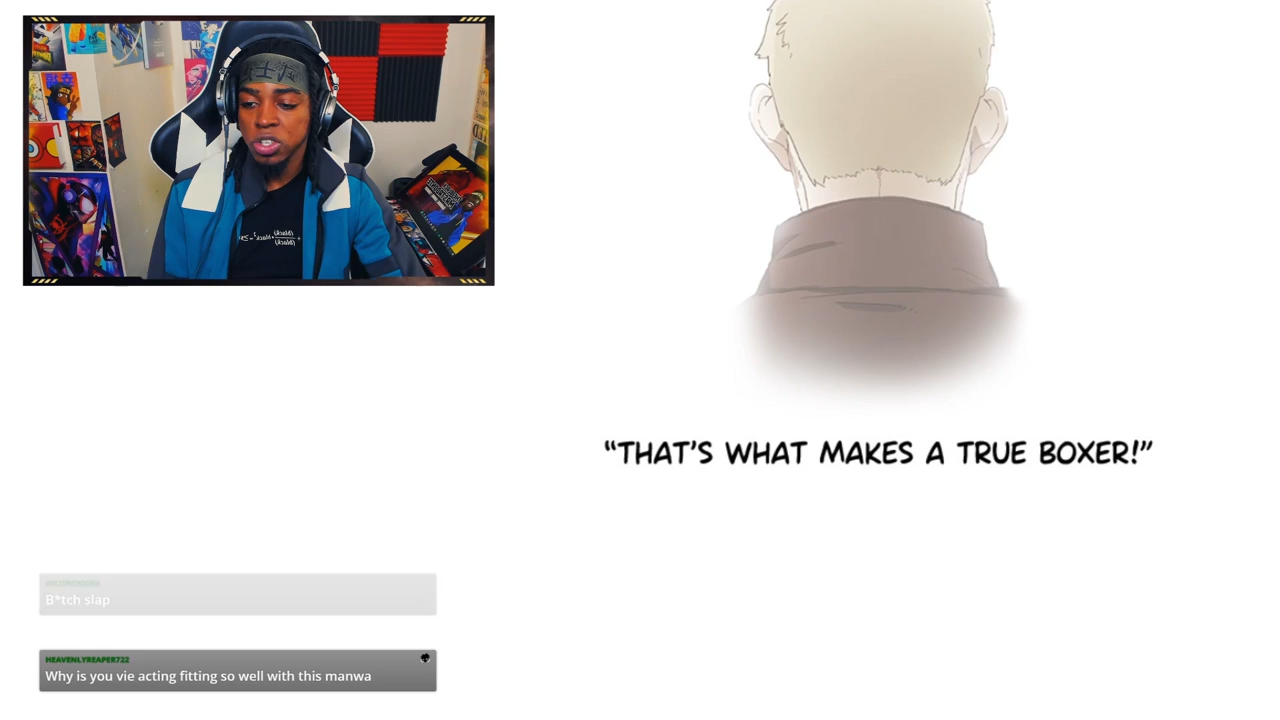 "THAT'S WHAT MAKES A TRUE BOXER!"
B*tch slap
HEAVENLYREAPER722
Why is you vie acting fitting so well with this manwa